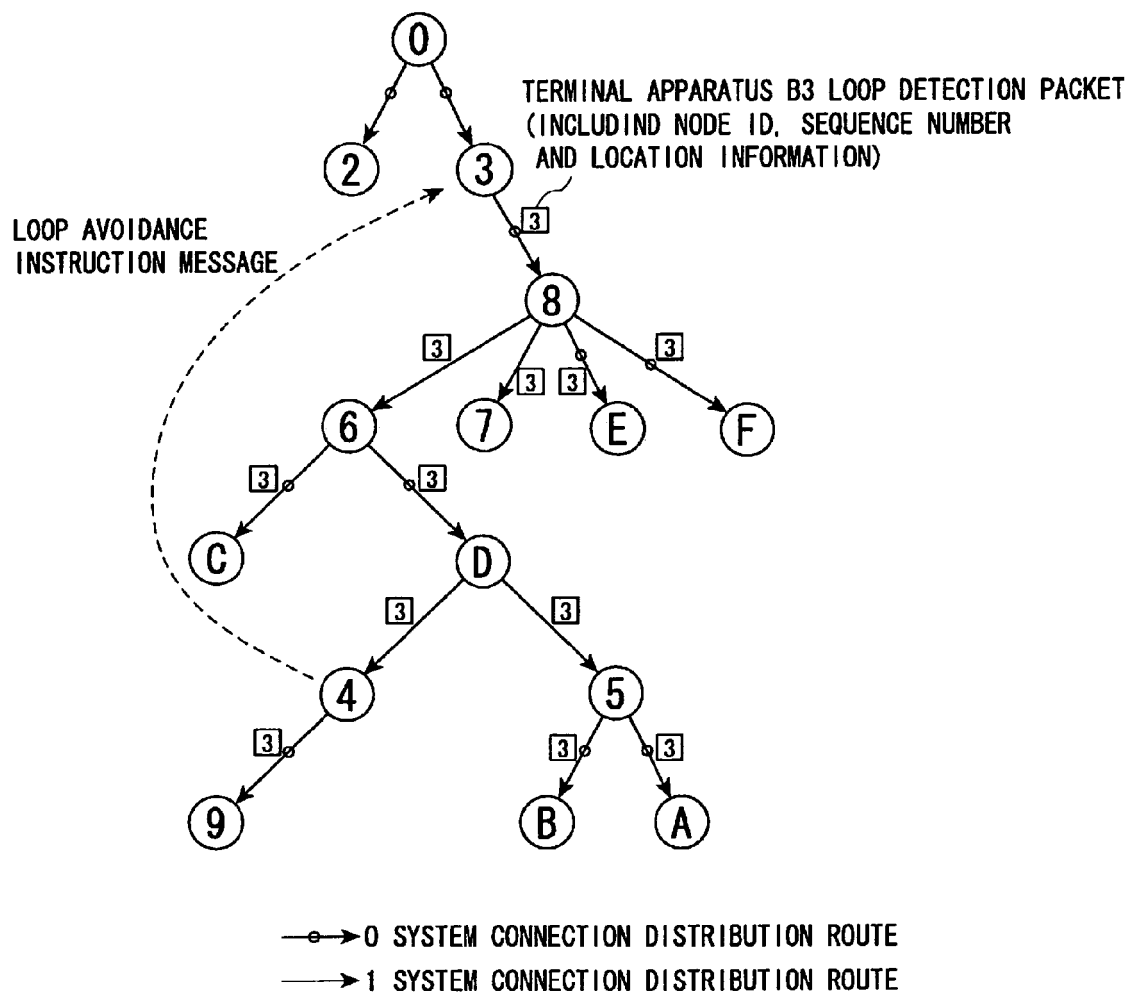 0
TERMINAL APPARATUS B3 LOOP DETECTION PACKET
(INCLUDIND NODE ID, SEQUENCE NUMBER
AND LOCATION INFORMATION)
2
3
LOOP AVOIDANCE
INSTRUCTION MESSAGE
3
8
3
3
3
3
6
7
E
F
3
3
C
D
3
3
4
5
3
3
3
9
B
A
0 SYSTEM CONNECTION DISTRIBUTION ROUTE
1 SYSTEM CONNECTION DISTRIBUTION ROUTE